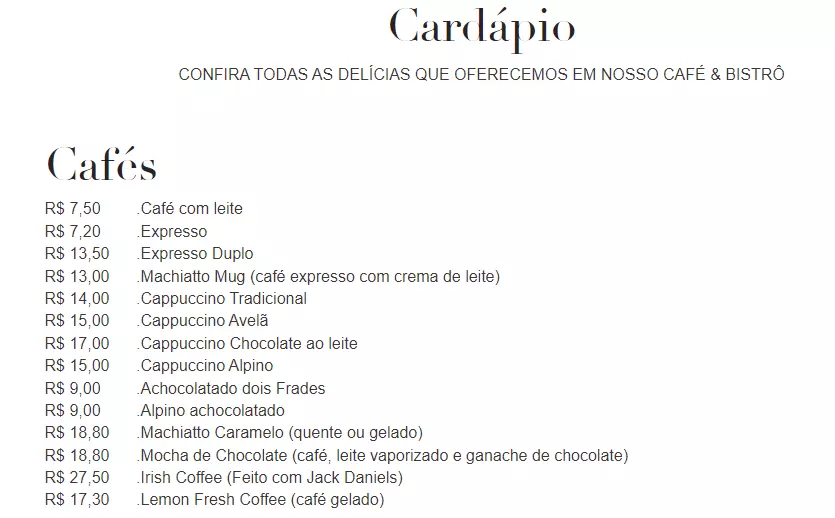 Cardápio
CONFIRA TODAS AS DELÍCIAS QUE OFERECEMOS EM NOSSO CAFÉ & BISTRÔ
Cafés
R$ 7,50 .Café com leite
R$ 7,20 .Expresso
R$ 13,50 .Expresso Duplo
R$ 13,00 .Machiatto Mug (café expresso com crema de leite)
R$ 14,00 .Cappuccino Tradicional
R$ 15,00 .Cappuccino Avelã
R$ 17,00 .Cappuccino Chocolate ao leite
R$ 15,00 .Cappuccino Alpino
R$ 9,00 .Achocolatado dois Frades
R$ 9,00 .Alpino achocolatado
R$ 18,80 .Machiatto Caramelo (quente ou gelado)
R$ 18,80 .Mocha de Chocolate (café, leite vaporizado e ganache de chocolate)
R$ 27,50 .Irish Coffee (Feito com Jack Daniels)
R$ 17,30 .Lemon Fresh Coffee (café gelado)